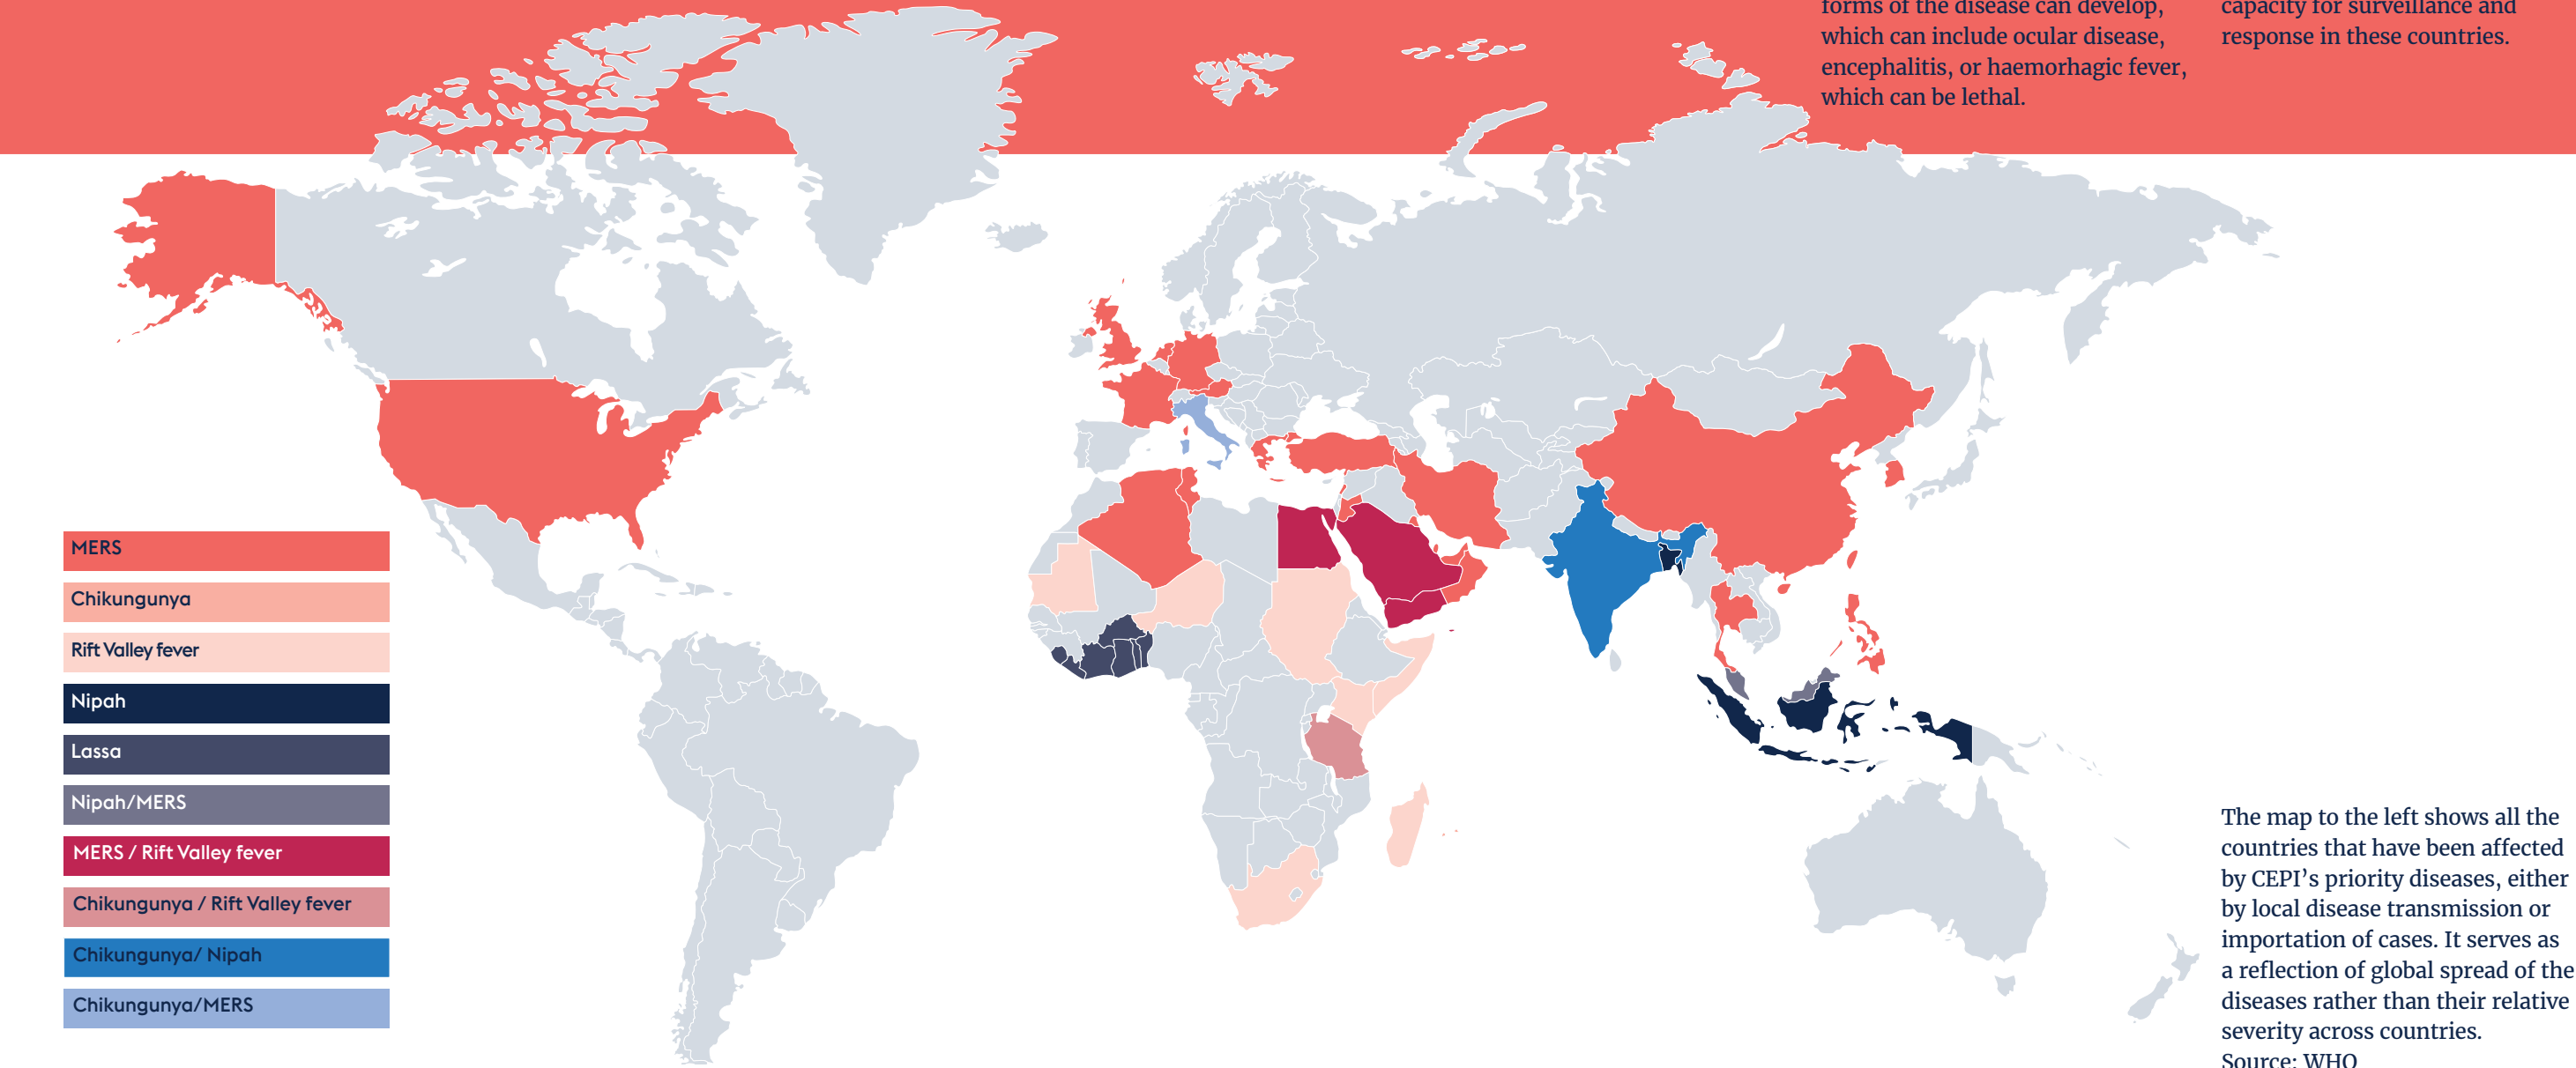 forms of the disease can develop,
which can include ocular disease,
encephalitis, or haemorhagic fever,
which can be lethal.
capacity for surveillance and
response in these countries.
MERS
Chikungunya
Rift Valley fever
Nipah
Lassa
Nipah/MERS
MERS / Rift Valley fever
Chikungunya / Rift Valley fever
Chikungunya/ Nipah
Chikungunya/MERS
The map to the left shows all the
countries that have been affected
by CEPI’s priority diseases, either
by local disease transmission or
importation of cases. It serves as
a reflection of global spread of the
diseases rather than their relative
severity across countries.
Source: WHO